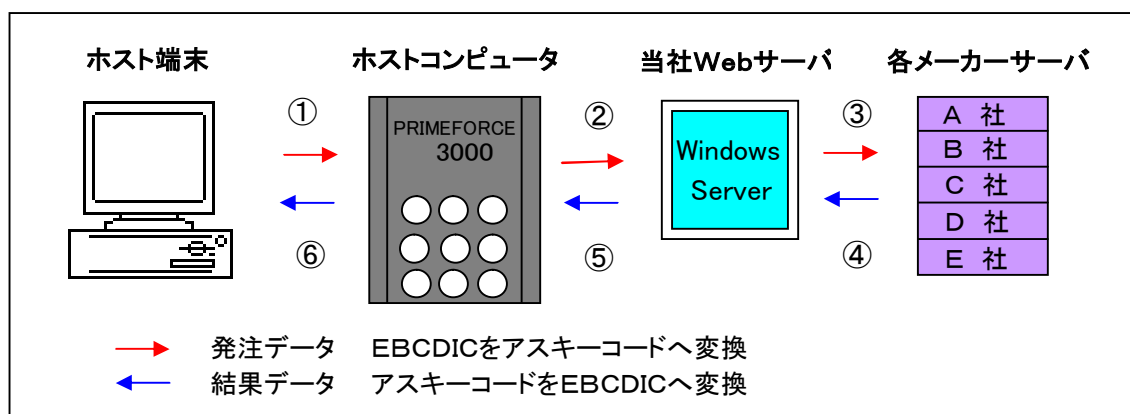 ホスト端末
ホストコンピュータ
当社Webサーバ
各メーカーサーバ
①
②
③
PRIMEFORCE
3000
Windows
Server
A 社
B 社
C 社
D 社
E 社
⑥
⑤
④
発注データ EBCDICをアスキーコードへ変換
結果データ アスキーコードをEBCDICへ変換